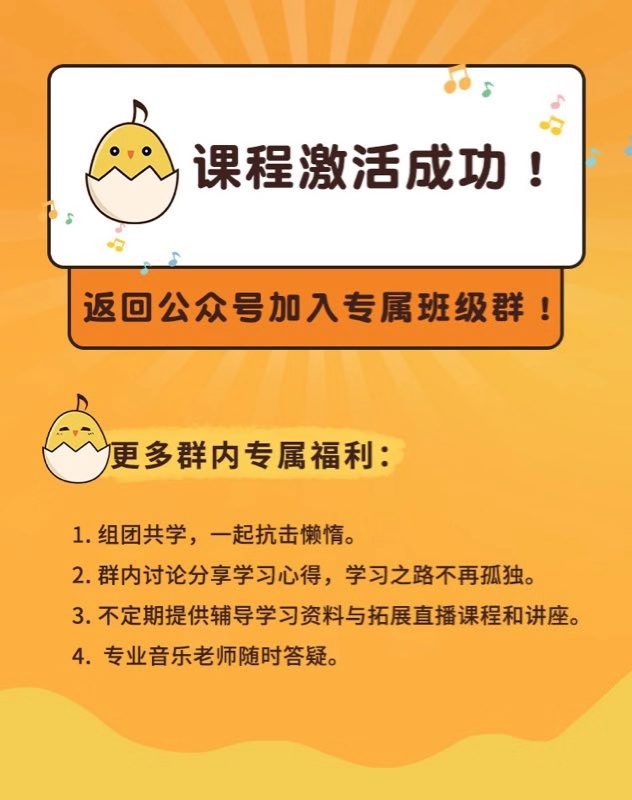 课程激活成功！
返回公众号加入专属班级群！
更多群内专属福利：
1. 组团共学，一起抗击懒惰。
2. 群内讨论分享学习心得，学习之路不再孤独。
3. 不定期提供辅导学习资料与拓展直播课程和讲座。
4. 专业音乐老师随时答疑。